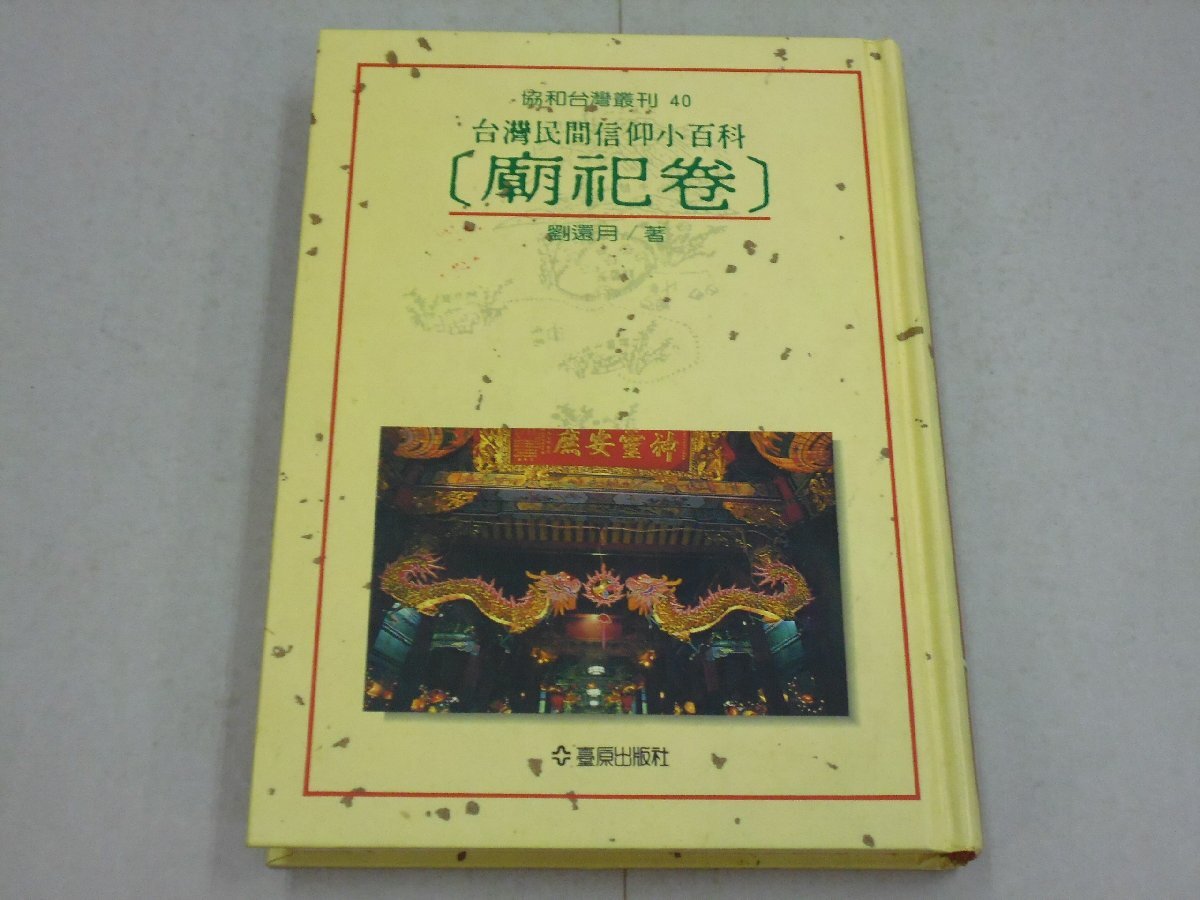 協和台灣叢刊 40
台灣民間信仰小百科
〔廟祀卷〕
劉還月/著
神靈安應
臺原出版社